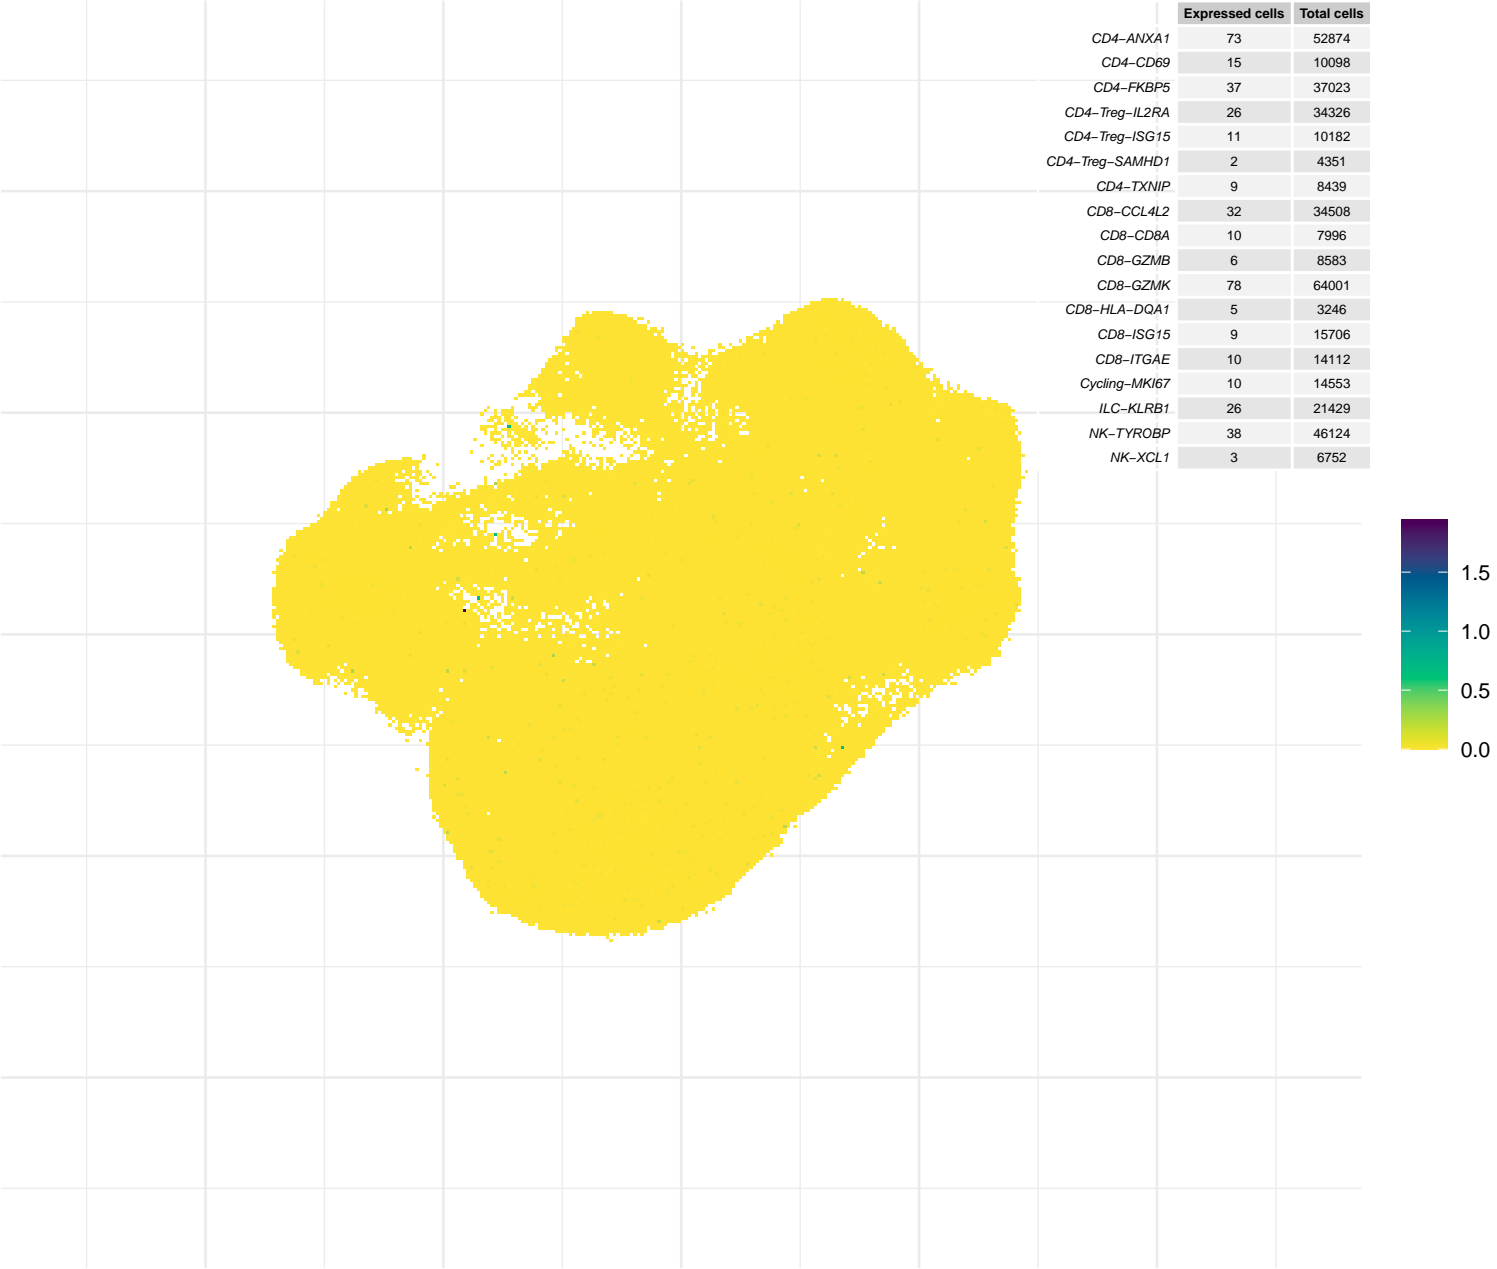 Expressed cells Total cells
CD4−ANXA1 73 52874
CD4−CD69 15 10098
CD4−FKBP5 37 37023
CD4−Treg−IL2RA 26 34326
CD4−Treg−ISG15 11 10182
CD4−Treg−SAMHD1 2 4351
CD4−TXNIP 9 8439
CD8−CCL4L2 32 34508
CD8−CD8A 10 7996
CD8−GZMB 6 8583
CD8−GZMK 78 64001
CD8−HLA−DQA1 5 3246
CD8−ISG15 9 15706
CD8−ITGAE 10 14112
Cycling−MKI67 10 14553
ILC−KLRB1 26 21429
NK−TYROBP 38 46124
NK−XCL1 3 6752
1.5
1.0
0.5
0.0